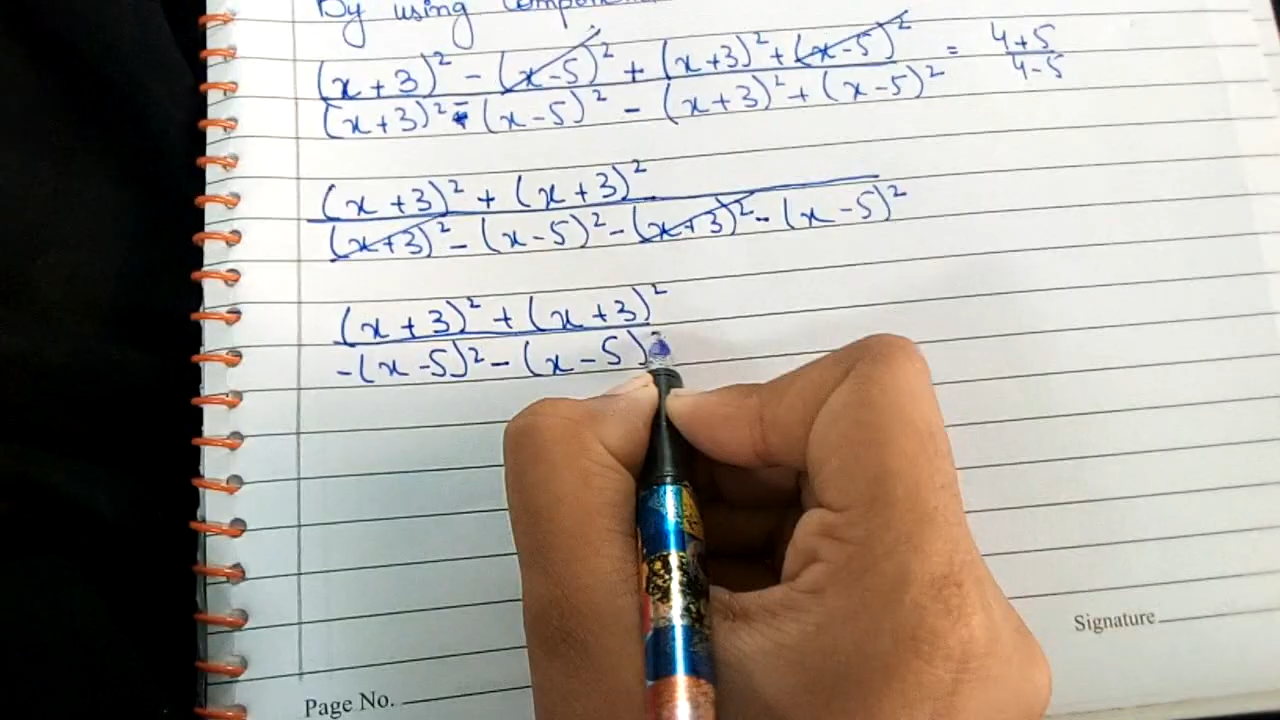 By using
(x+3)² - (x-5)² + (x+3)² + (x-5)² = 4+5
(x+3)² - (x-5)² - (x+3)² + (x-5)² 4-5
(x+3)² + (x+3)²
(x+3)² - (x-5)² - (x+3)² - (x-5)²
(x+3)² + (x+3)²
-(x-5)² - (x-5)
Signature
Page No.